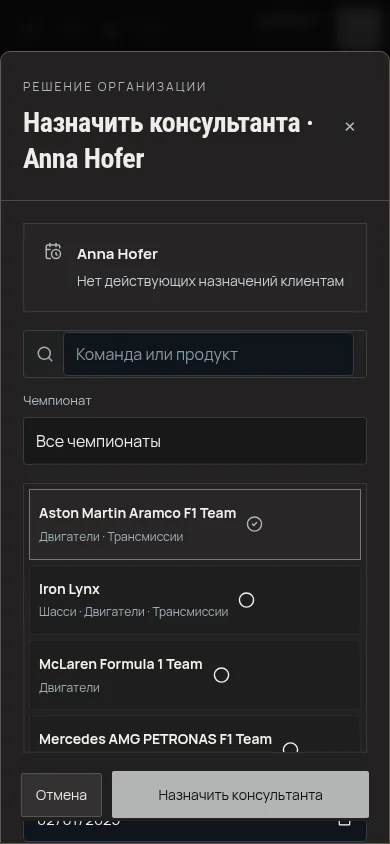 РЕШЕНИЕ ОРГАНИЗАЦИИ
Назначить консультанта ·
Anna Hofer
Anna Hofer
Нет действующих назначений клиентам
Команда или продукт
Чемпионат
Все чемпионаты
Aston Martin Aramco F1 Team
Двигатели · Трансмиссии
Iron Lynx
Шасси · Двигатели · Трансмиссии
McLaren Formula 1 Team
Двигатели
Mercedes AMG PETRONAS F1 Team
Отмена
Назначить консультанта